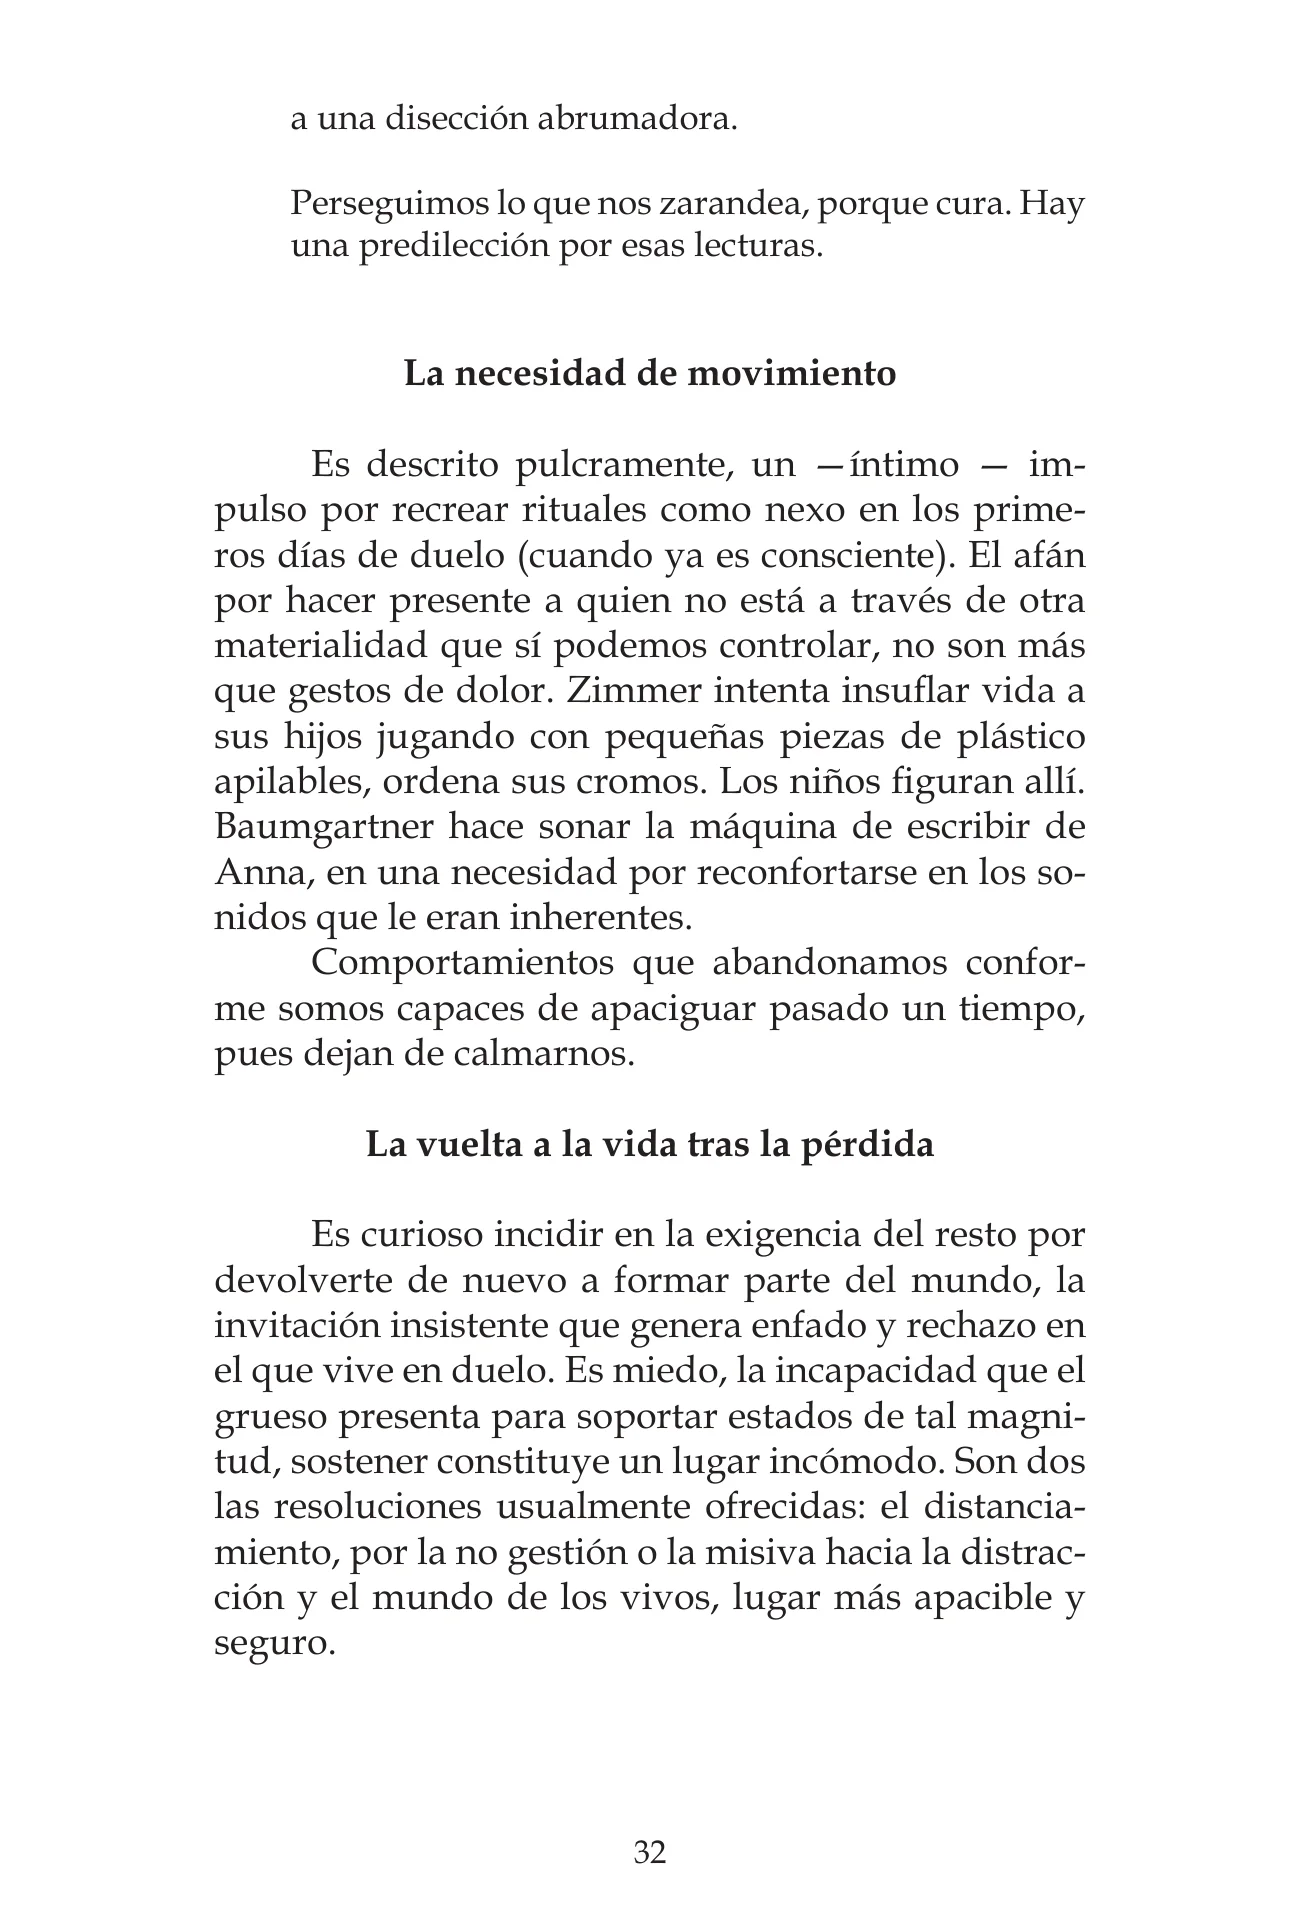 a una disección abrumadora.
Perseguimos lo que nos zarandea, porque cura. Hay
una predilección por esas lecturas.
La necesidad de movimiento
Es descrito pulcramente, un —íntimo — im-
pulso por recrear rituales como nexo en los prime-
ros días de duelo (cuando ya es consciente). El afán
por hacer presente a quien no está a través de otra
materialidad que sí podemos controlar, no son más
que gestos de dolor. Zimmer intenta insuflar vida a
sus hijos jugando con pequeñas piezas de plástico
apilables, ordena sus cromos. Los niños figuran allí.
Baumgartner hace sonar la máquina de escribir de
Anna, en una necesidad por reconfortarse en los so-
nidos que le eran inherentes.
Comportamientos que abandonamos confor-
me somos capaces de apaciguar pasado un tiempo,
pues dejan de calmarnos.
La vuelta a la vida tras la pérdida
Es curioso incidir en la exigencia del resto por
devolverte de nuevo a formar parte del mundo, la
invitación insistente que genera enfado y rechazo en
el que vive en duelo. Es miedo, la incapacidad que el
grueso presenta para soportar estados de tal magni-
tud, sostener constituye un lugar incómodo. Son dos
las resoluciones usualmente ofrecidas: el distancia-
miento, por la no gestión o la misiva hacia la distrac-
ción y el mundo de los vivos, lugar más apacible y
seguro.
32